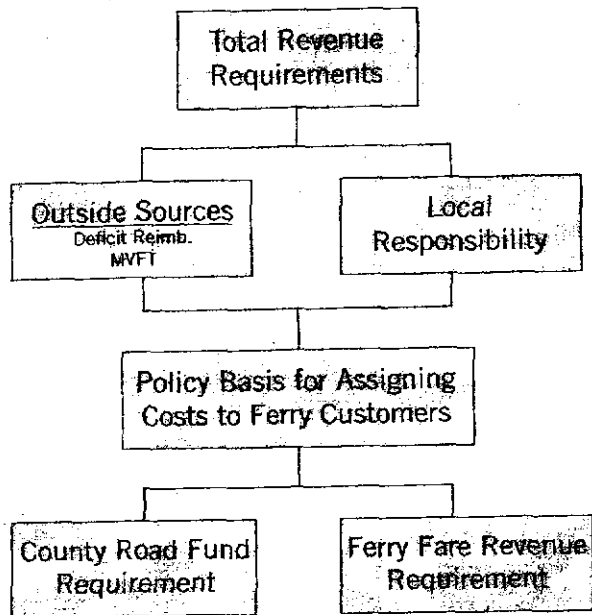 Total Revenue
Requirements
Outside Sources
Deficit Reimb.
MVFT
Local
Responsibility
Policy Basis for Assigning
Costs to Ferry Customers
County Road Fund
Requirement
Ferry Fare Revenue
Requirement